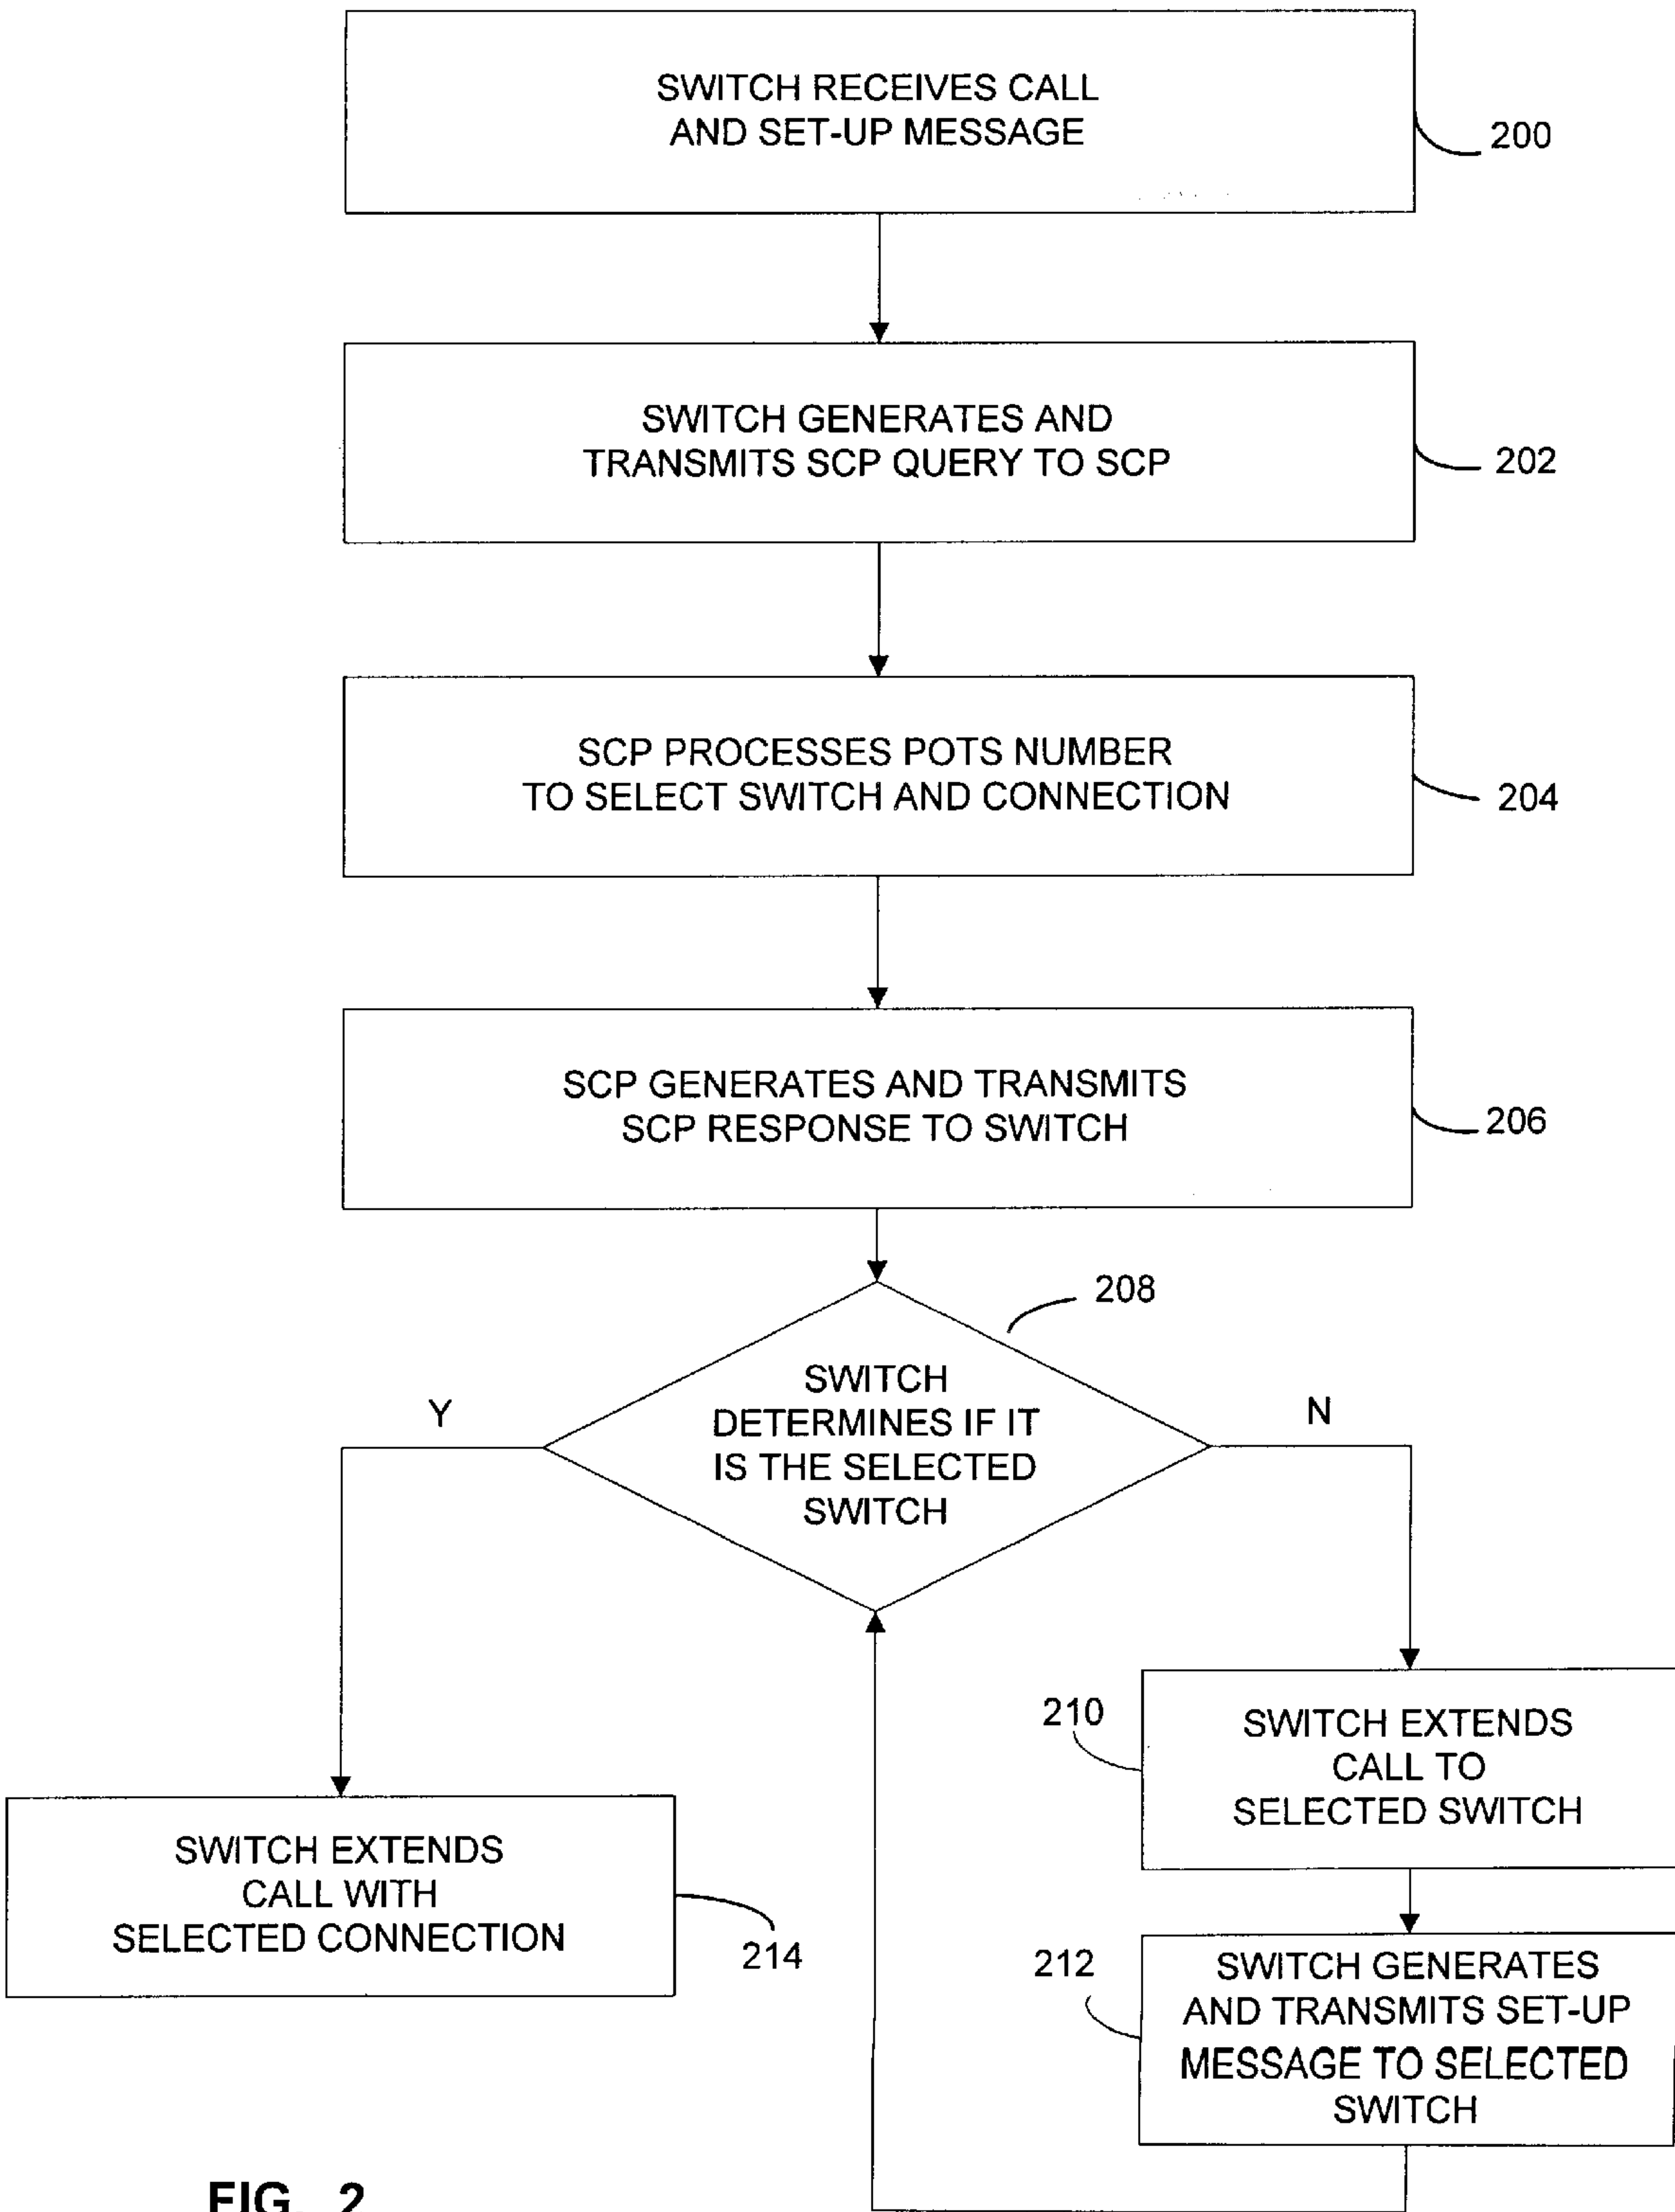 SWITCH RECEIVES CALL
AND SET-UP MESSAGE
200
SWITCH GENERATES AND
TRANSMITS SCP QUERY TO SCP
202
SCP PROCESSES POTS NUMBER
TO SELECT SWITCH AND CONNECTION
204
SCP GENERATES AND TRANSMITS
SCP RESPONSE TO SWITCH
206
208
SWITCH
DETERMINES IF IT
IS THE SELECTED
SWITCH
Y
N
210
SWITCH EXTENDS
CALL TO
SELECTED SWITCH
SWITCH EXTENDS
CALL WITH
SELECTED CONNECTION
214
212
SWITCH GENERATES
AND TRANSMITS SET-UP
MESSAGE TO SELECTED
SWITCH
FIG. 2